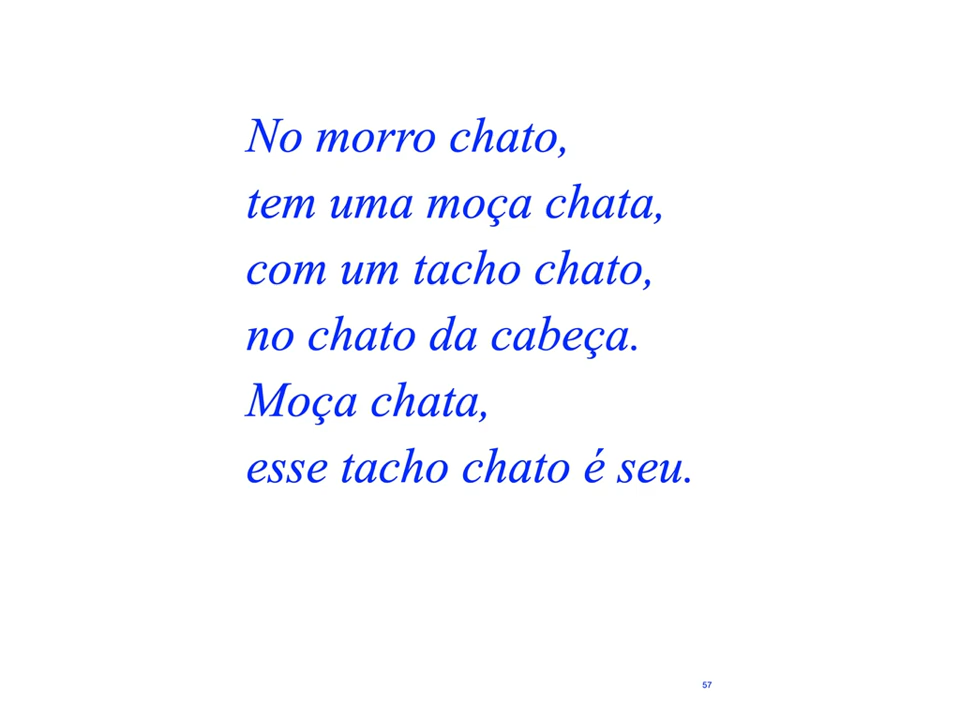 No morro chato,
tem uma moça chata,
com um tacho chato,
no chato da cabeça.
Moça chata,
esse tacho chato é seu.
57